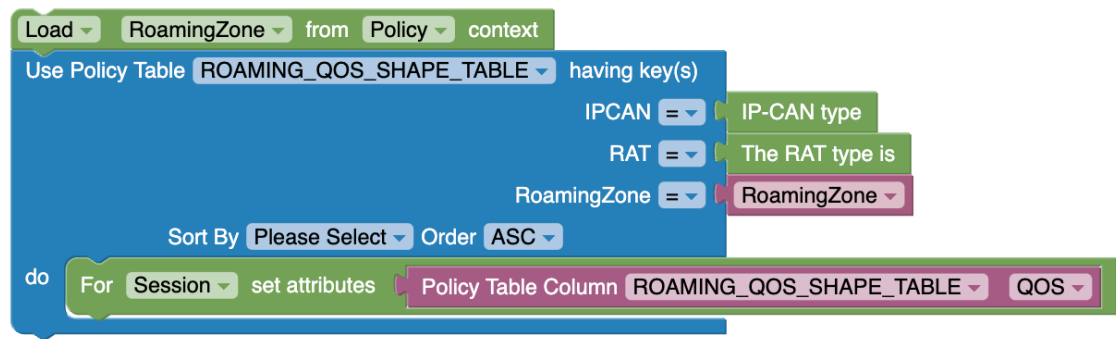 Load RoamingZone from Policy context
Use Policy Table ROAMING_QOS_SHAPE_TABLE having key(s)
IPCAN = IP-CAN type
RAT = The RAT type is
RoamingZone = RoamingZone
Sort By Please Select Order ASC
do For Session set attributes Policy Table Column ROAMING_QOS_SHAPE_TABLE QOS